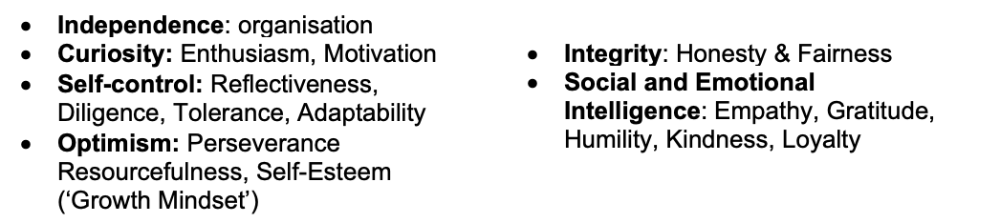 • Independence: organisation
• Curiosity: Enthusiasm, Motivation
• Self-control: Reflectiveness,
Diligence, Tolerance, Adaptability
• Optimism: Perseverance
Resourcefulness, Self-Esteem
(‘Growth Mindset’)
• Integrity: Honesty & Fairness
• Social and Emotional
Intelligence: Empathy, Gratitude,
Humility, Kindness, Loyalty